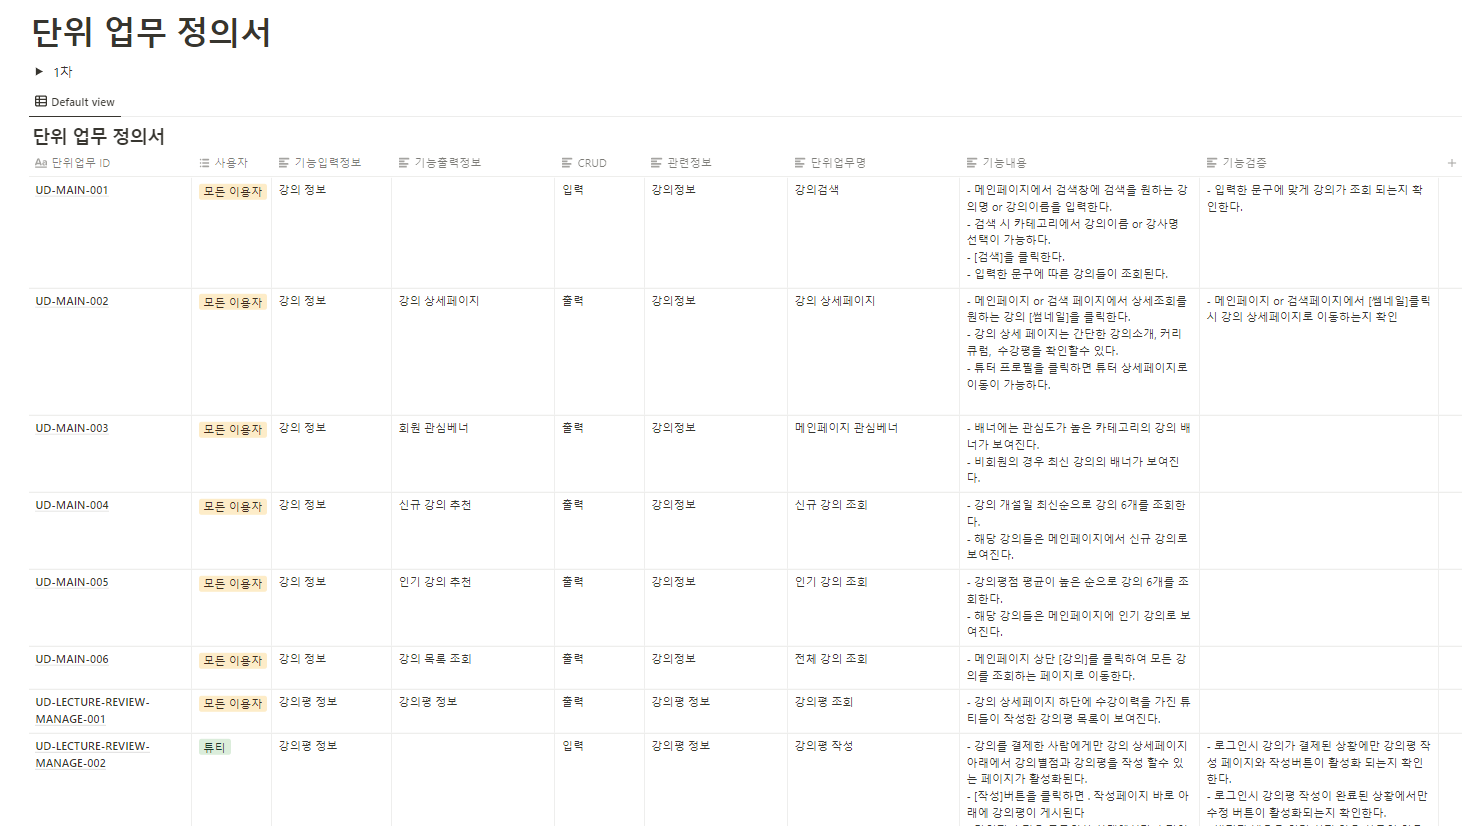 단위 업무 정의서
1차
Default view
단위 업무 정의서
Aa 단위업무 ID 사용자 기능입력정보 기능출력정보 CRUD 관련정보 단위업무명 기능내용 기능검증 +
UD-MAIN-001 모든 이용자 강의 정보 입력 강의정보 강의검색
- 메인페이지에서 검색창에 검색을 원하는 강
의명 or 강의이름을 입력한다.
- 검색 시 카테고리에서 강의이름 or 강사명
선택이 가능하다.
- [검색]을 클릭한다.
- 입력한 문구에 따른 강의들이 조회된다.
- 입력한 문구에 맞게 강의가 조회 되는지 확
인한다.
UD-MAIN-002 모든 이용자 강의 정보 강의 상세페이지 출력 강의정보 강의 상세페이지
- 메인페이지 or 검색 페이지에서 상세조회를
원하는 강의 [썸네일]을 클릭한다.
- 강의 상세 페이지는 간단한 강의소개, 커리
큐럼, 수강평을 확인할수 있다.
- 튜터 프로필을 클릭하면 튜터 상세페이지로
이동이 가능하다.
- 메인페이지 or 검색페이지에서 [썸네일]클릭
시 강의 상세페이지로 이동하는지 확인
UD-MAIN-003 모든 이용자 강의 정보 회원 관심베너 출력 강의정보 메인페이지 관심베너
- 배너에는 관심도가 높은 카테고리의 강의 배
너가 보여진다.
- 비회원의 경우 최신 강의의 배너가 보여진
다.
UD-MAIN-004 모든 이용자 강의 정보 신규 강의 추천 출력 강의정보 신규 강의 조회
- 강의 개설일 최신순으로 강의 6개를 조회한
다.
- 해당 강의들은 메인페이지에서 신규 강의로
보여진다.
UD-MAIN-005 모든 이용자 강의 정보 인기 강의 추천 출력 강의정보 인기 강의 조회
- 강의평점 평균이 높은 순으로 강의 6개를 조
회한다.
- 해당 강의들은 메인페이지에 인기 강의로 보
여진다.
UD-MAIN-006 모든 이용자 강의 정보 강의 목록 조회 출력 강의정보 전체 강의 조회
- 메인페이지 상단 [강의]를 클릭하여 모든 강
의를 조회하는 페이지로 이동한다.
UD-LECTURE-REVIEW-
MANAGE-001 모든 이용자 강의평 정보 강의평 정보 출력 강의평 정보 강의평 조회
- 강의 상세페이지 하단에 수강이력을 가진 튜
티들이 작성한 강의평 목록이 보여진다.
UD-LECTURE-REVIEW-
MANAGE-002 튜티 강의평 정보 입력 강의평 정보 강의평 작성
- 강의를 결제한 사람에게만 강의 상세페이지
아래에서 강의별점과 강의평을 작성 할수 있
는 페이지가 활성화된다.
- [작성]버튼을 클릭하면 , 작성페이지 바로 아
래에 강의평이 게시된다
- 로그인시 강의가 결제된 상황에만 강의평 작
성 페이지와 작성버튼이 활성화 되는지 확인
한다.
- 로그인시 강의평 작성이 완료된 상황에서만
수정 버튼이 활성화되는지 확인한다.